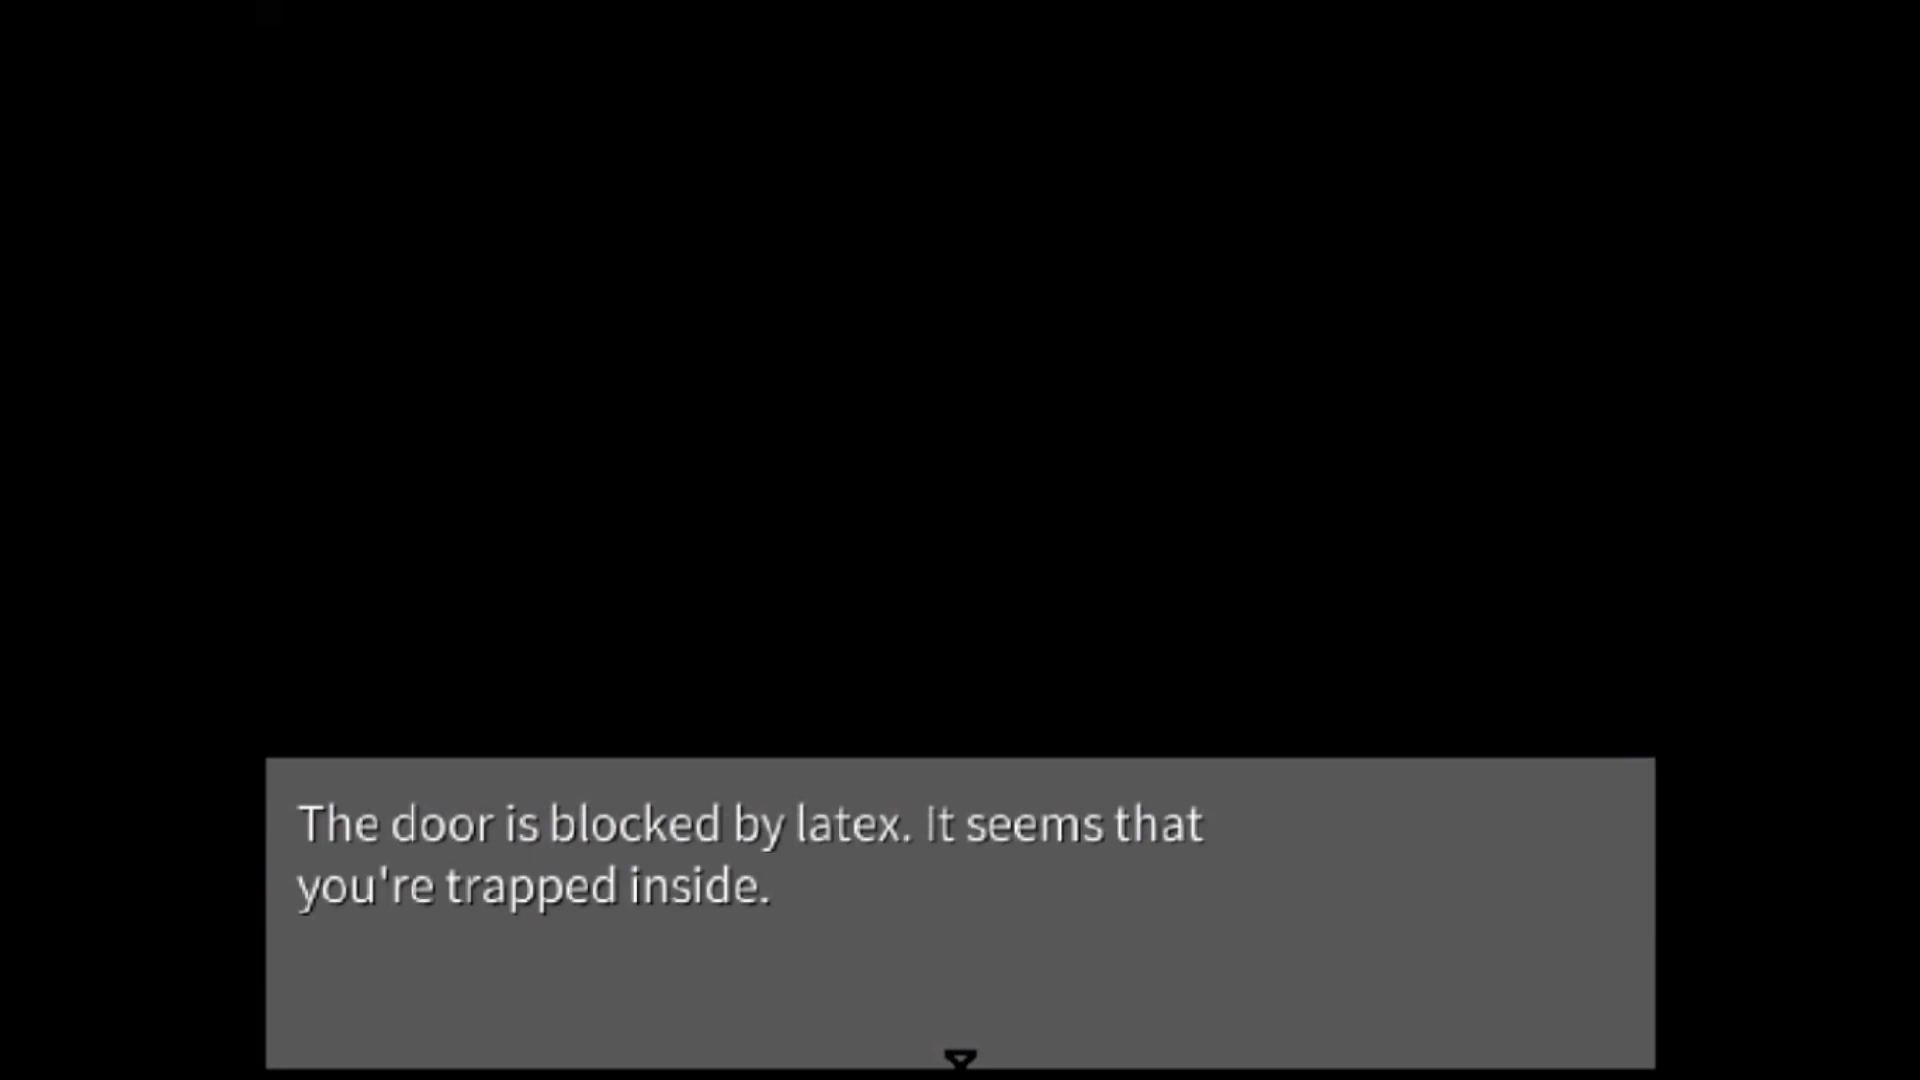 The door is blocked by latex. It seems that
you're trapped inside.